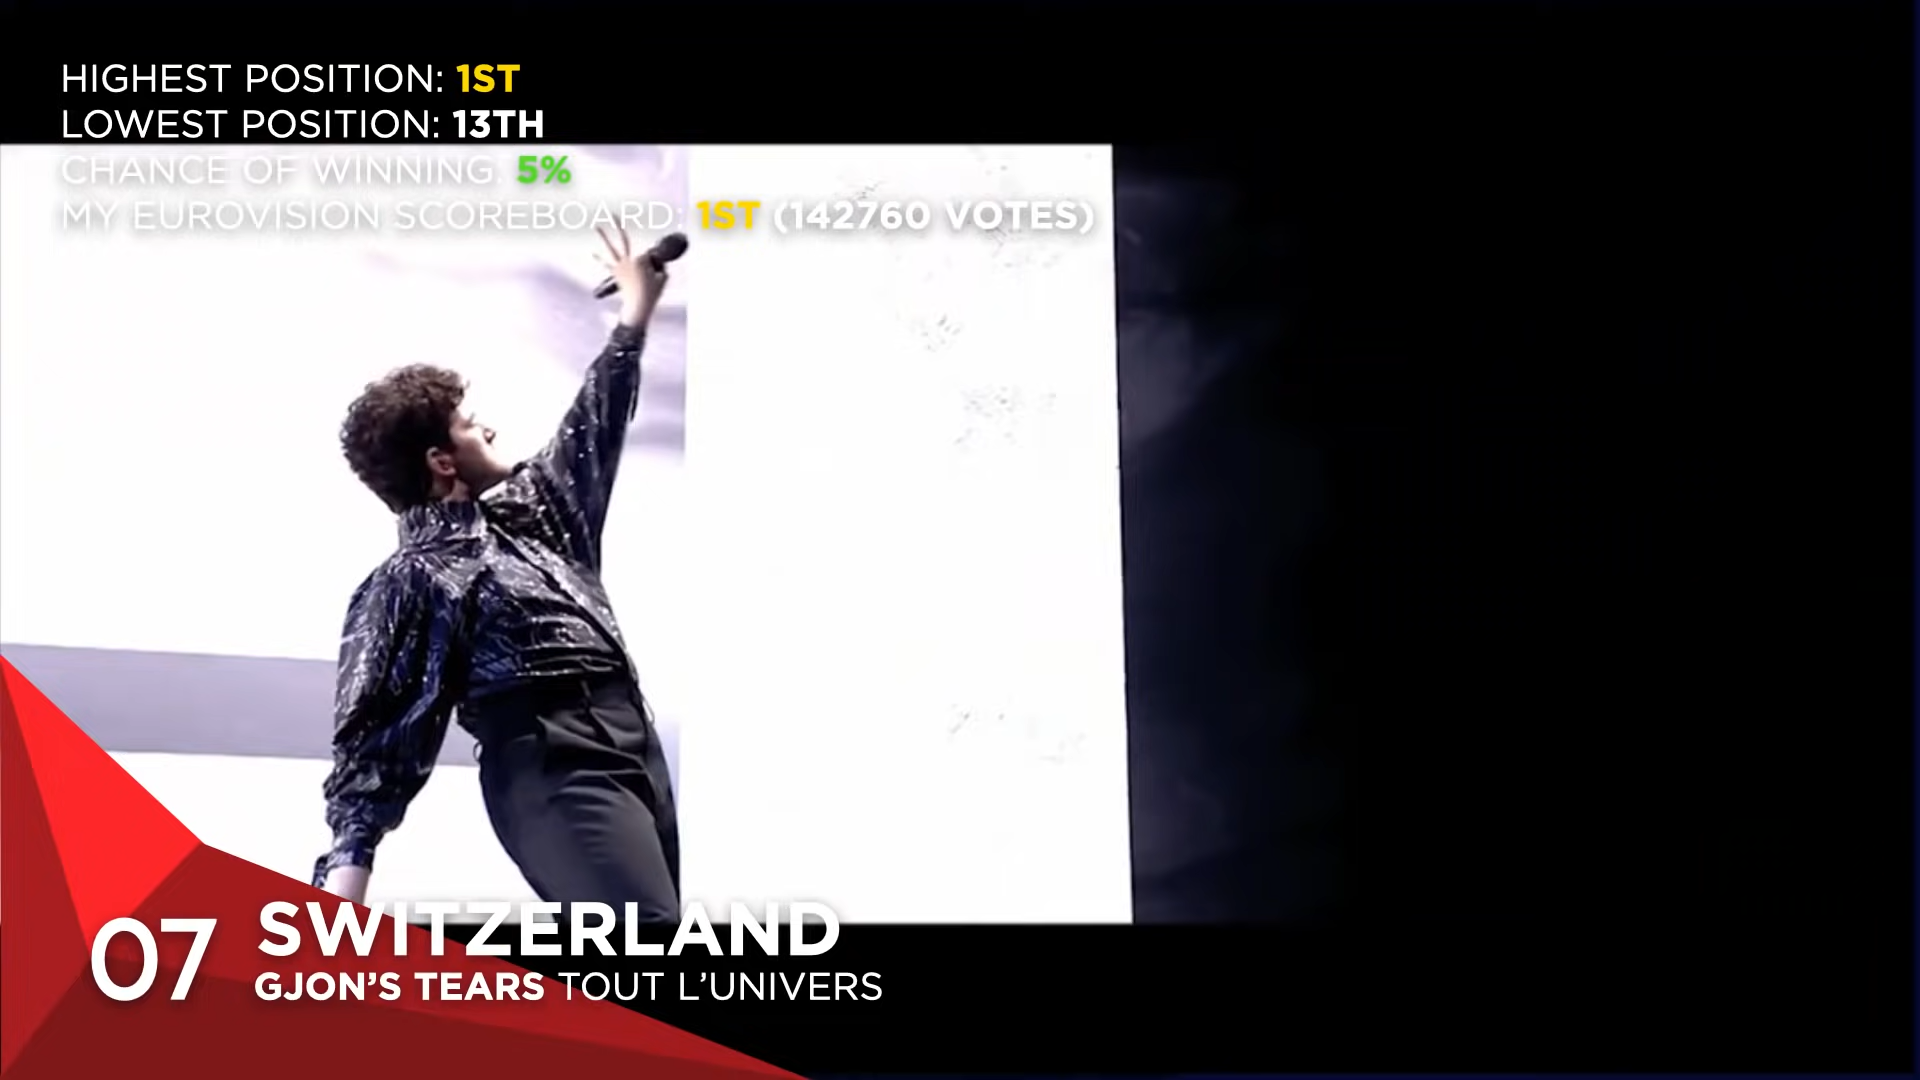 HIGHEST POSITION: 1ST
LOWEST POSITION: 13TH
CHANCE OF WINNING: 5%
MY EUROVISION SCOREBOARD: 1ST (142760 VOTES)
07
SWITZERLAND
GJON'S TEARS TOUT L'UNIVERS